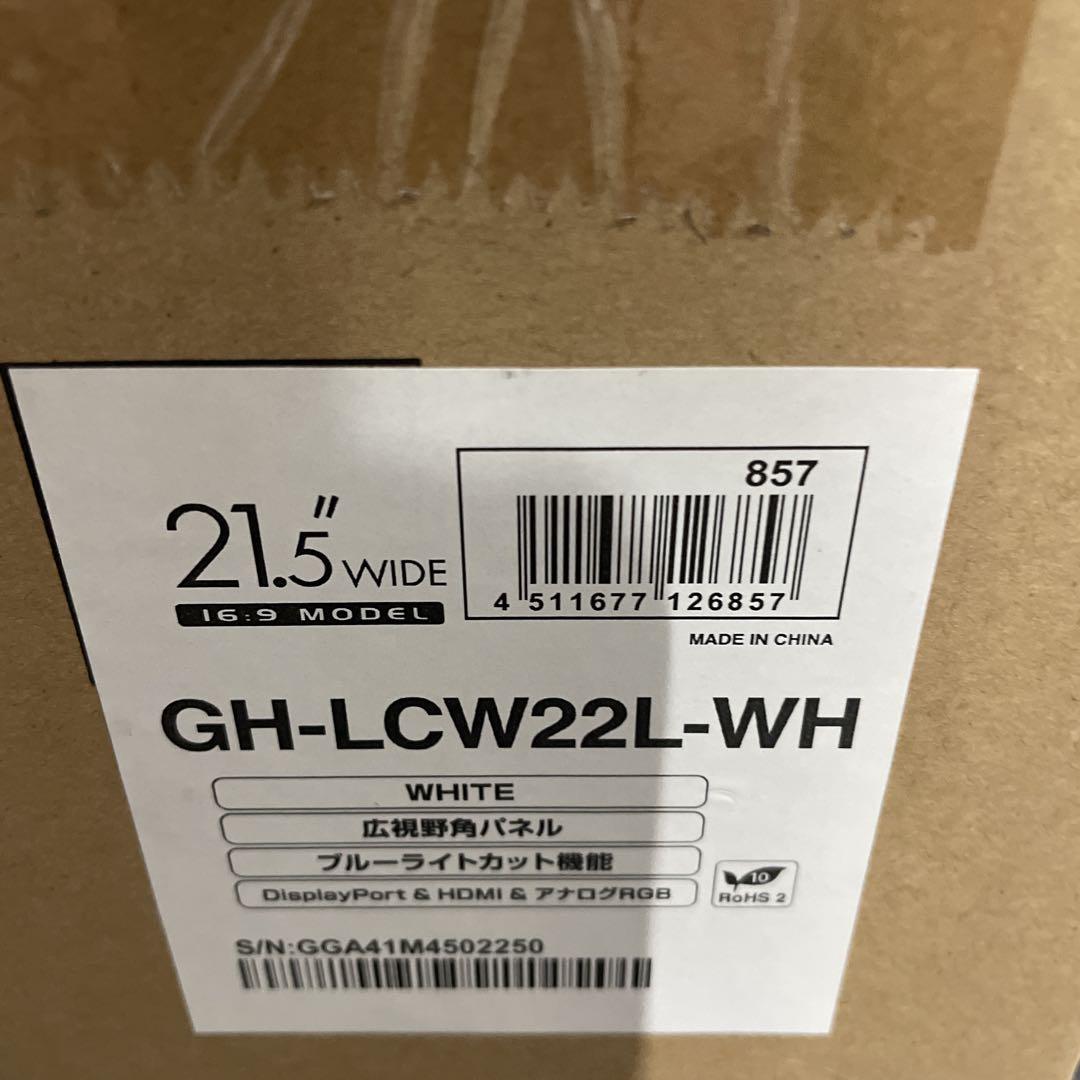 857
4 511677 126857
21.5" WIDE
16:9 MODEL
MADE IN CHINA
GH-LCW22L-WH
WHITE
広視野角パネル
ブルーライトカット機能
DisplayPort & HDMI & アナログRGB
10
RoHS 2
S/N:GGA41M4502250